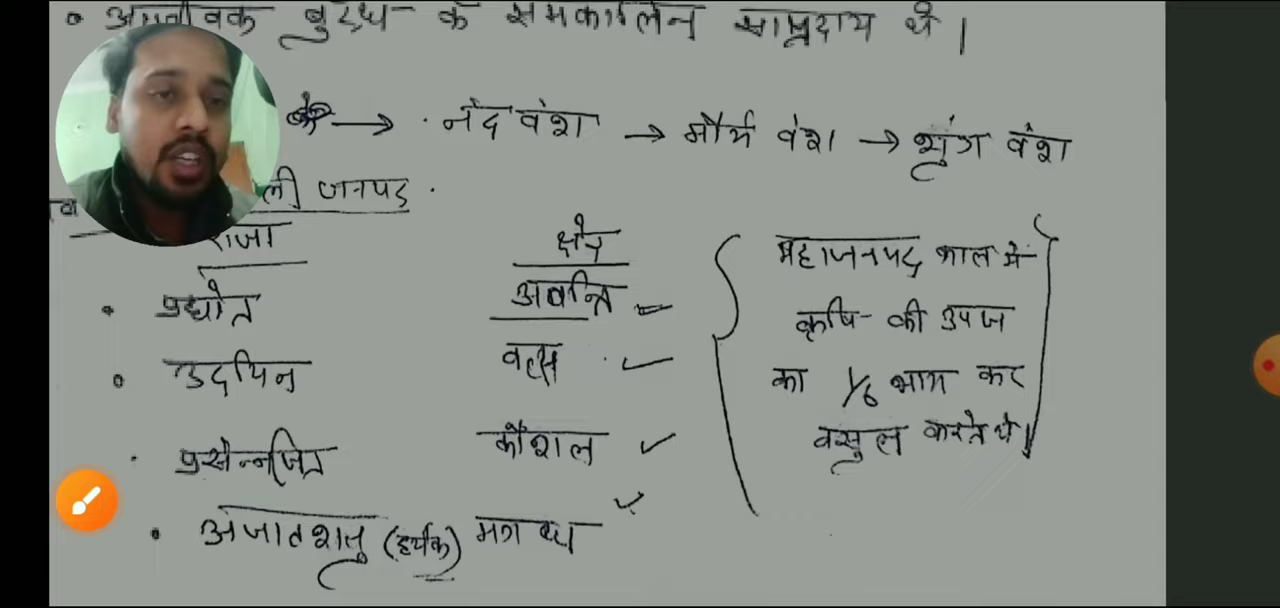 • आजीवक बुद्ध के समकालिन साम्प्रदाय थे।
→ नंद वंश → मौर्य वंश → शुंग वंश
ली जनपद
राजा क्षेत्र
• प्रद्योत अवन्ति
• उदयिन वत्स
• प्रसेन्नजित कौशल
• अजातशत्रु (हर्यक) मगध
महाजनपद काल में
कृषि की उपज
का 1/6 भाग कर
वसुल करते थे।